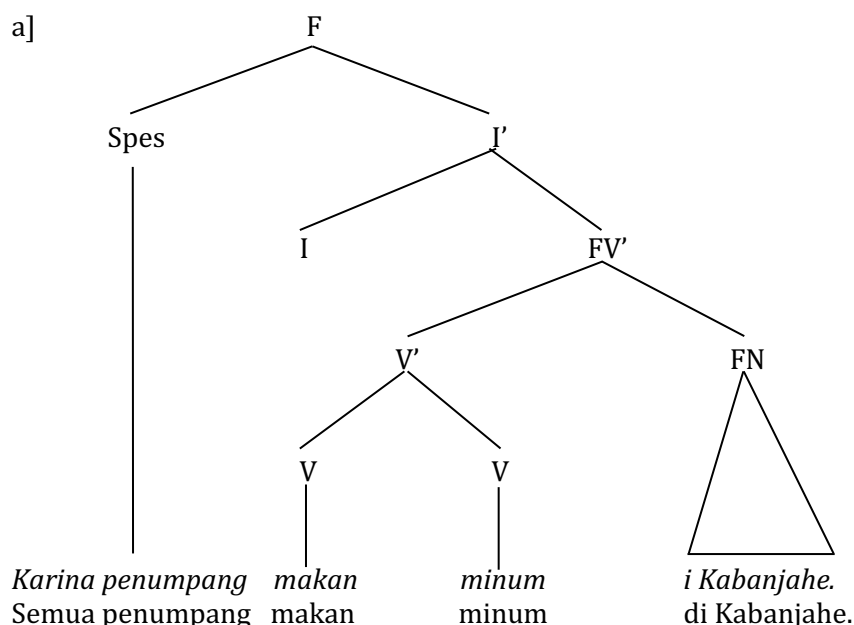 a]
F
Spes
I’
I
FV’
V’
FN
V
V
Karina penumpang makan minum i Kabanjahe.
Semua penumpang makan minum di Kabanjahe.